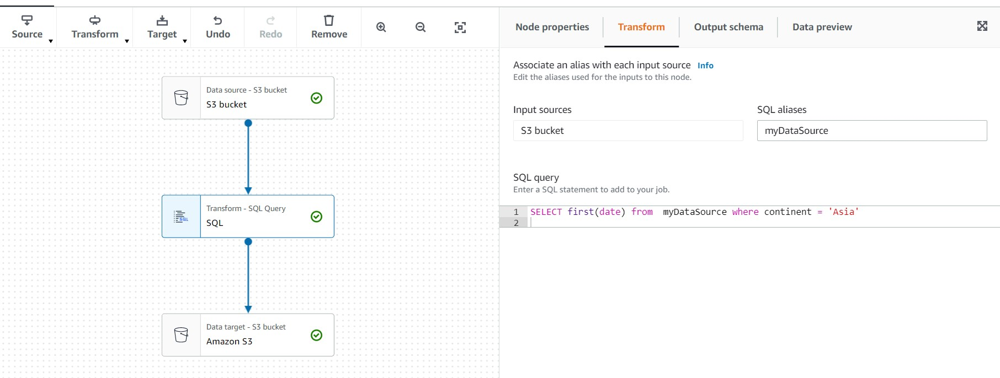 Source
Transform
Target
Undo
Redo
Remove
Node properties
Transform
Output schema
Data preview
Data source - S3 bucket
S3 bucket
Transform - SQL Query
SQL
SQL
Data target - S3 bucket
Amazon S3
Associate an alias with each input source Info
Edit the aliases used for the inputs to this node.
Input sources
SQL aliases
S3 bucket
myDataSource
SQL query
Enter a SQL statement to add to your job.
1 SELECT first(date) from  myDataSource where continent = 'Asia'
2